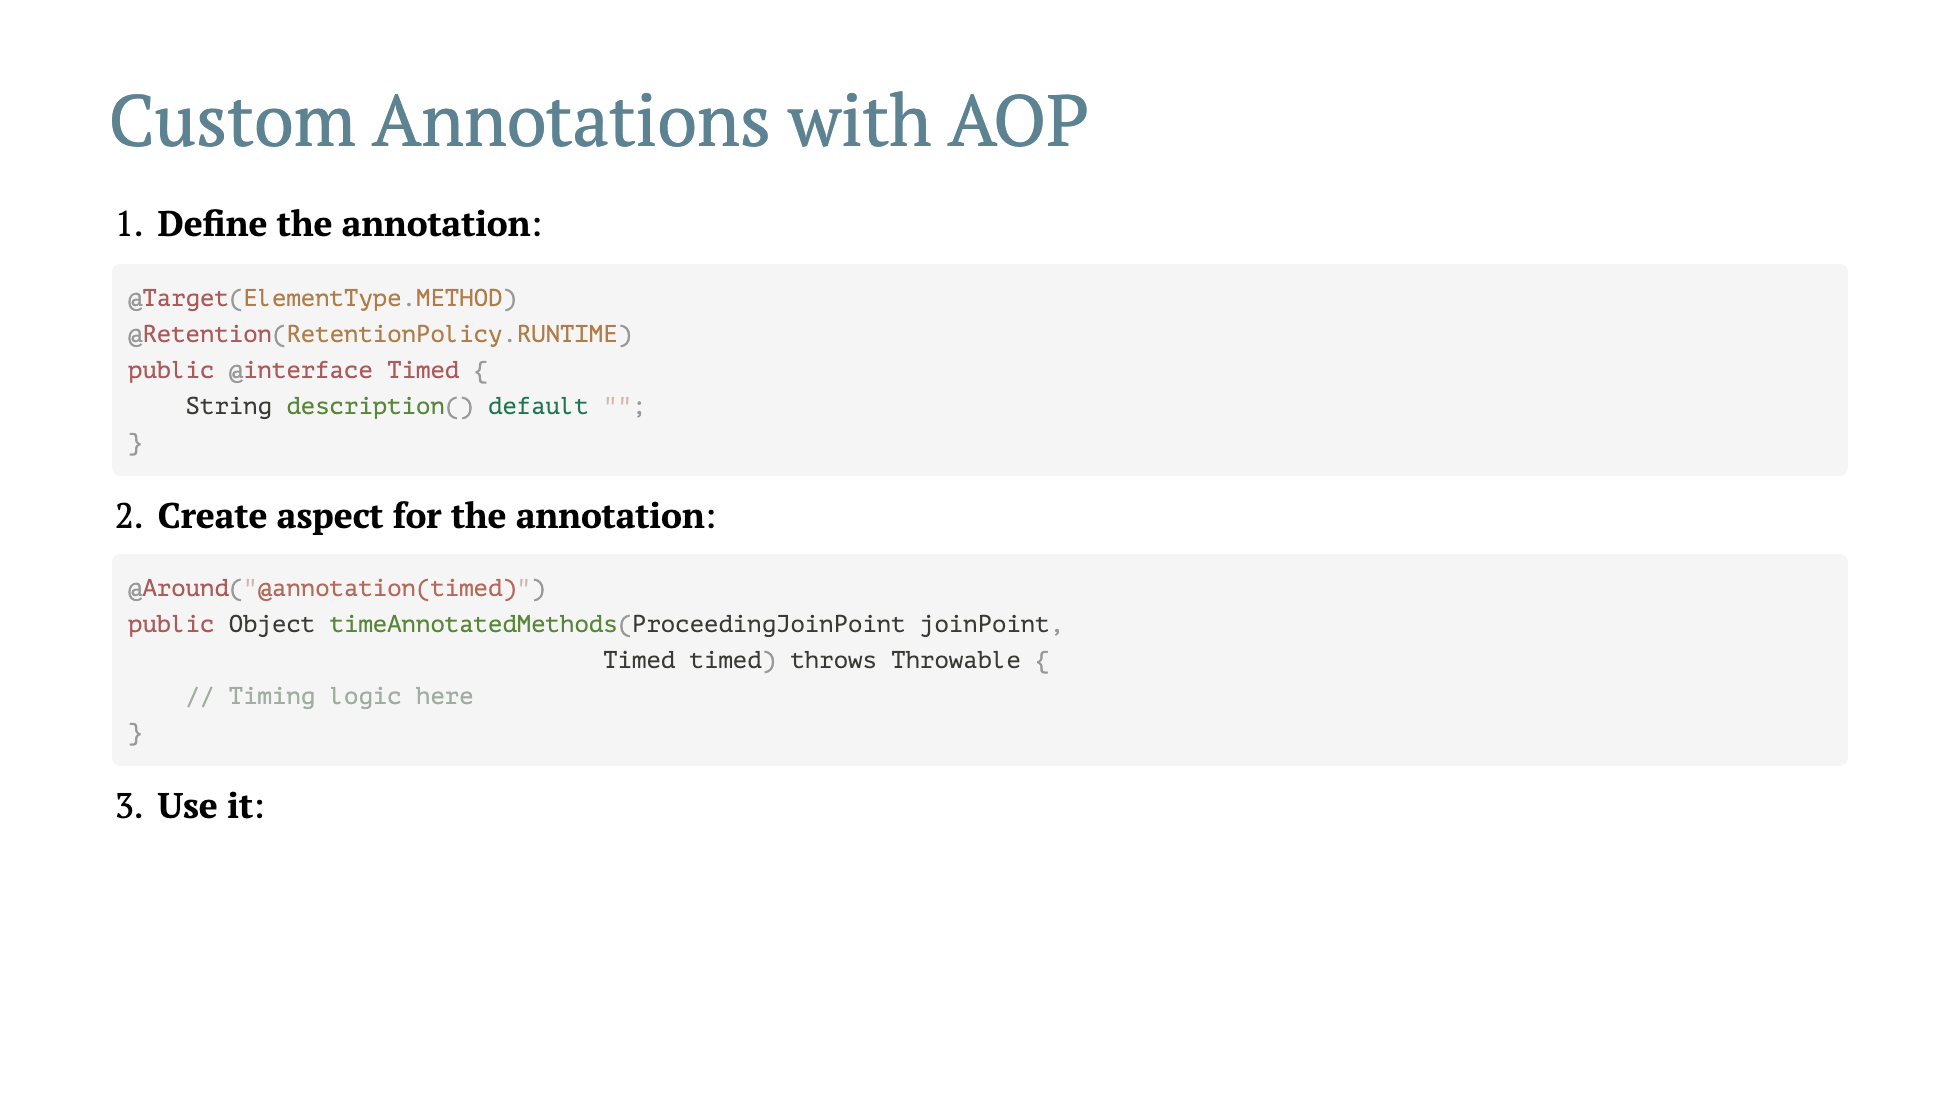 Custom Annotations with AOP
1. Define the annotation:
@Target(ElementType.METHOD)
@Retention(RetentionPolicy.RUNTIME)
public @interface Timed {
    String description() default "";
}
2. Create aspect for the annotation:
@Around("@annotation(timed)")
public Object timeAnnotatedMethods(ProceedingJoinPoint joinPoint,
                                 Timed timed) throws Throwable {
    // Timing logic here
}
3. Use it: